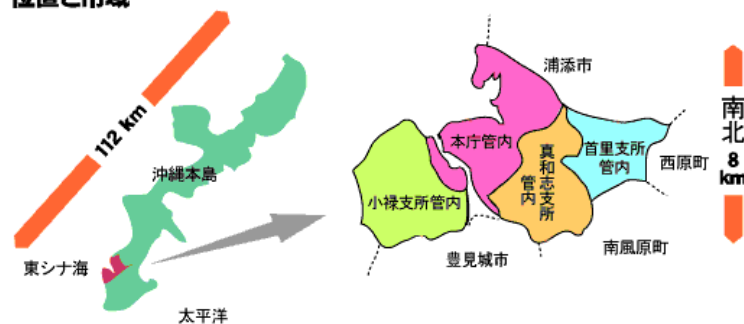 位置と市域
112 km
沖縄本島
東シナ海
太平洋
浦添市
本庁管内
首里支所
管内
西原町
真和志支所
管内
小禄支所管内
豊見城市
南風原町
南北
8
km